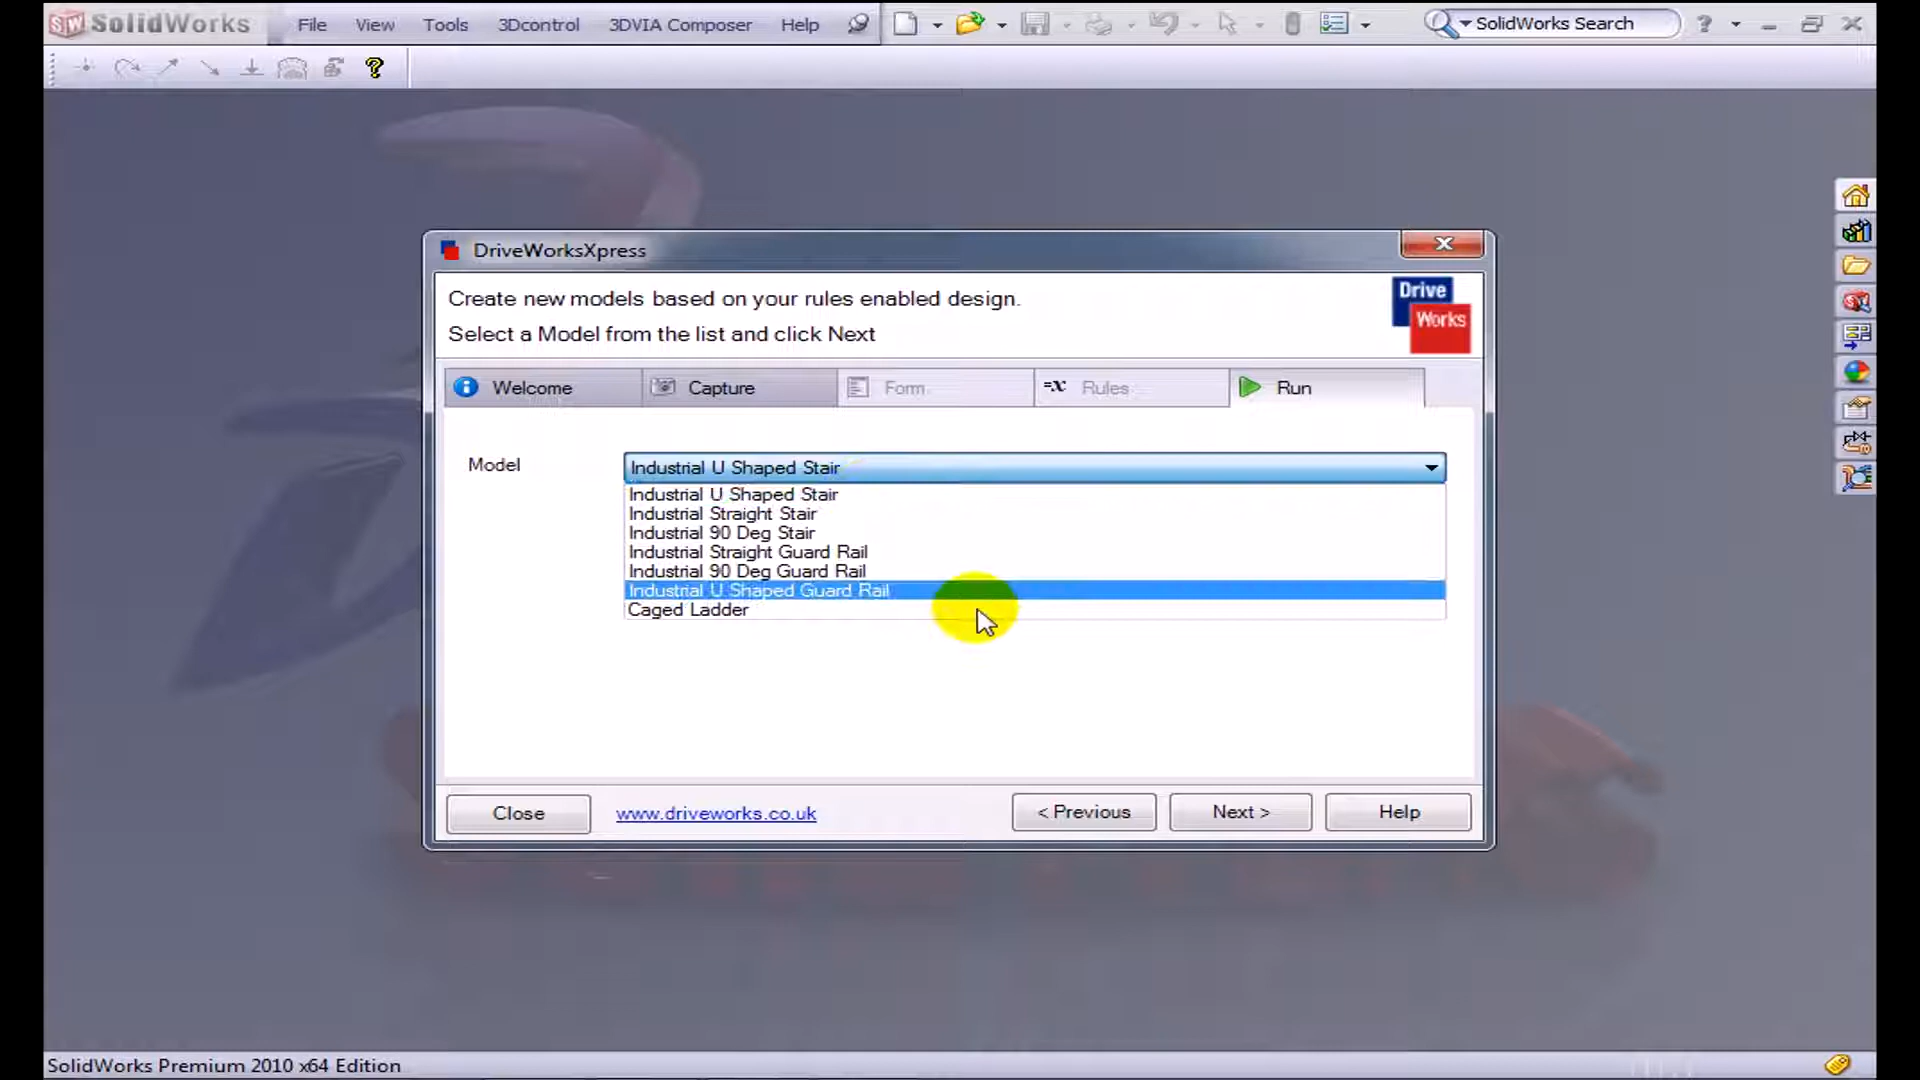 SolidWorks File View Tools 3Dcontrol 3DVIA Composer Help SolidWorks Search ?
?
DriveWorksXpress
Create new models based on your rules enabled design.
Select a Model from the list and click Next
Drive
Works
Welcome Capture Form =x Rules Run
Model Industrial U Shaped Stair
Industrial U Shaped Stair
Industrial Straight Stair
Industrial 90 Deg Stair
Industrial Straight Guard Rail
Industrial 90 Deg Guard Rail
Industrial U Shaped Guard Rail
Caged Ladder
Close www.driveworks.co.uk < Previous Next > Help
SolidWorks Premium 2010 x64 Edition